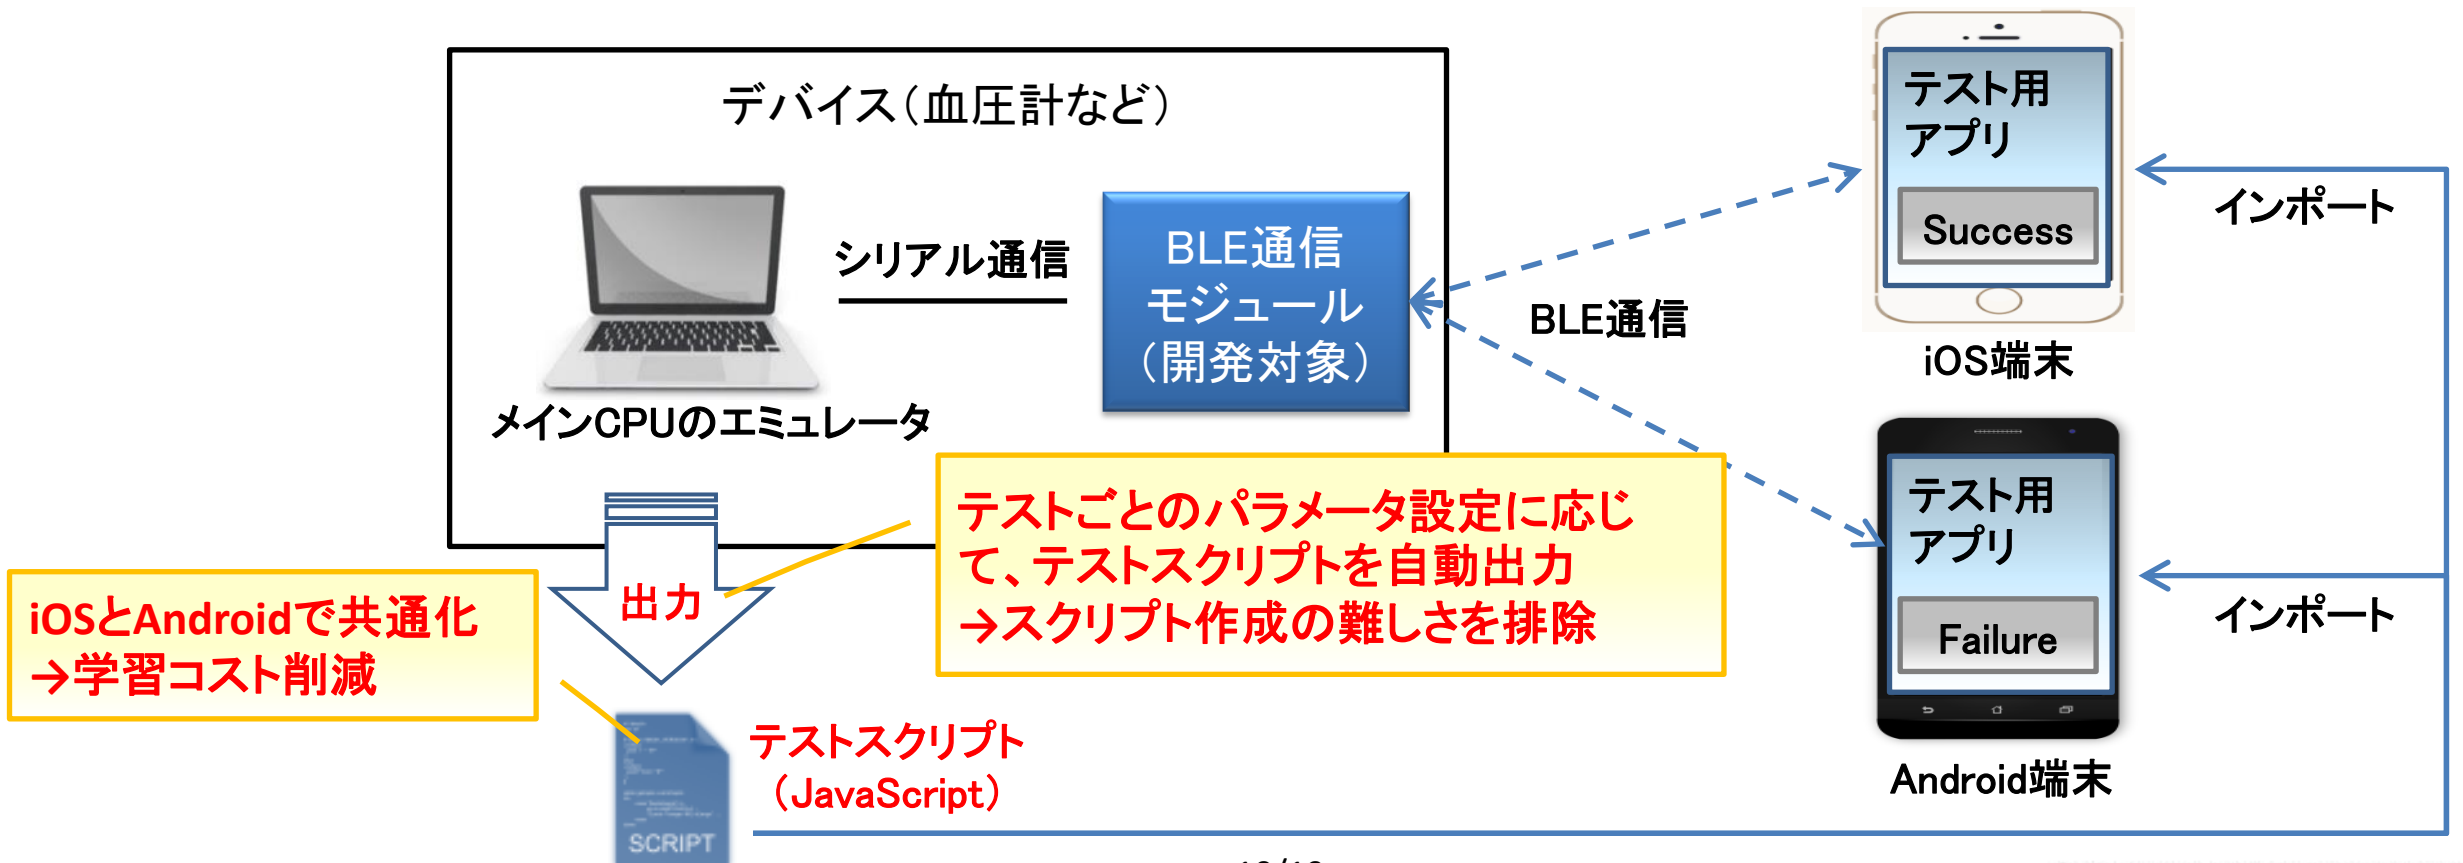 デバイス（血圧計など）
シリアル通信
BLE通信
モジュール
（開発対象）
メインCPUのエミュレータ
BLE通信
テスト用
アプリ
Success
iOS端末
インポート
テスト用
アプリ
Failure
Android端末
インポート
テストごとのパラメータ設定に応じ
て、テストスクリプトを自動出力
→スクリプト作成の難しさを排除
出力
iOSとAndroidで共通化
→学習コスト削減
テストスクリプト
（JavaScript）
SCRIPT